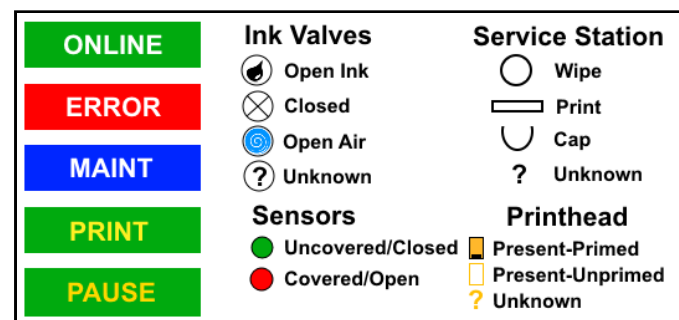 ONLINE
ERROR
MAINT
PRINT
PAUSE
Ink Valves
Open Ink
Closed
Open Air
? Unknown
Sensors
Uncovered/Closed
Covered/Open
Service Station
Wipe
Print
Cap
? Unknown
Printhead
Present-Primed
Present-Unprimed
? Unknown